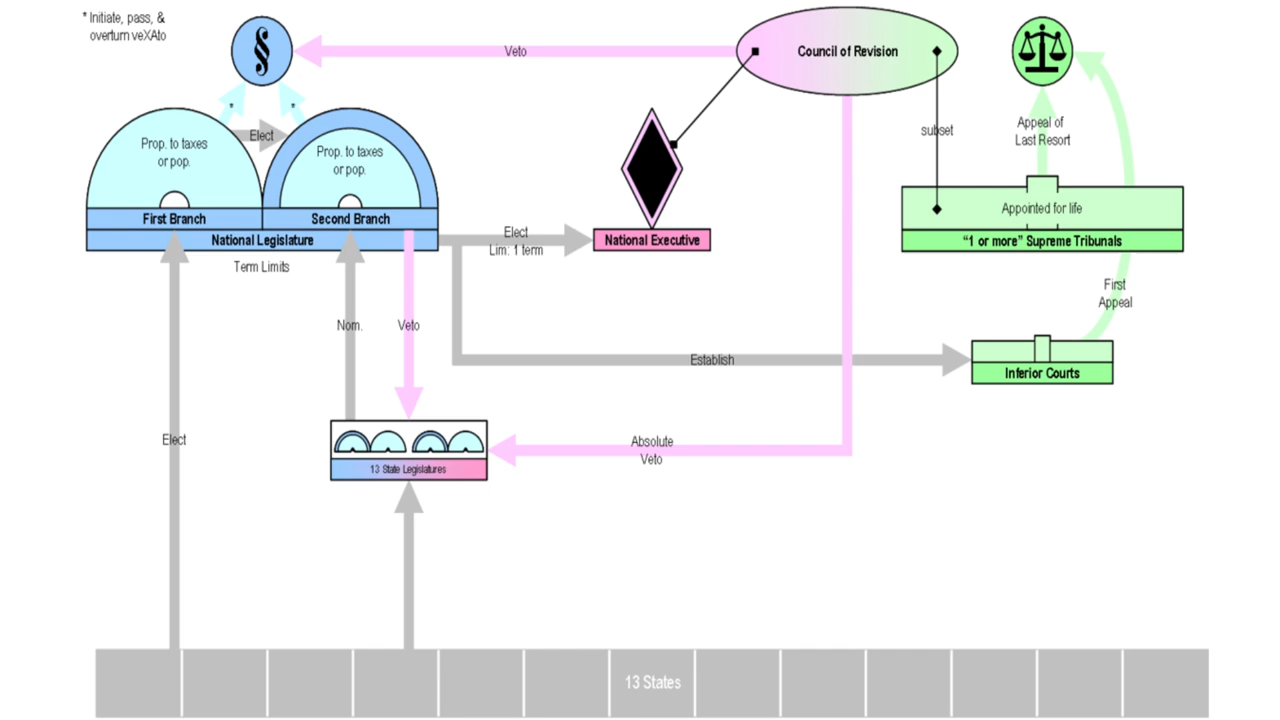 * Initiate, pass, &
overturn veXAto
§
Veto
Council of Revision
*
*
Elect
Prop. to taxes
or pop.
Prop. to taxes
or pop.
subset
Appeal of
Last Resort
First Branch
Second Branch
National Legislature
Term Limits
Elect
Lim: 1 term
National Executive
Appointed for life
“1 or more” Supreme Tribunals
First
Appeal
Nom.
Veto
Establish
Inferior Courts
Elect
Absolute
Veto
13 State Legislatures
13 States